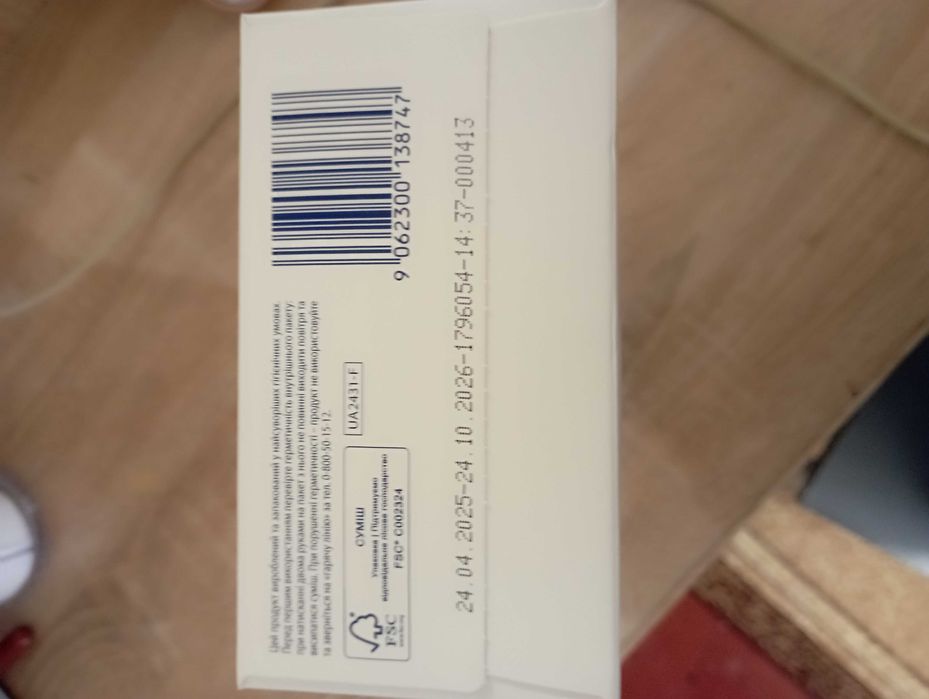 Цей продукт вироблений та запакований у найсуворіших гігієнічних умовах.
Перед першим використанням перевірте герметичність внутрішнього пакету:
при натисканні двома руками на пакет з нього не повинні виходити повітря та
висипатися суміш. При порушенні герметичності – продукт не використовуйте
та зверніться на «гарячу лінію» за тел. 0-800-50-15-12.
FSC
СУМІШ
Упаковка | Підтримуємо
відповідальне лісове господарство
FSC® C002324
UA2431-F
9 062300 138747
24.04.2025-24.10.2026-1796054-14:37-000413